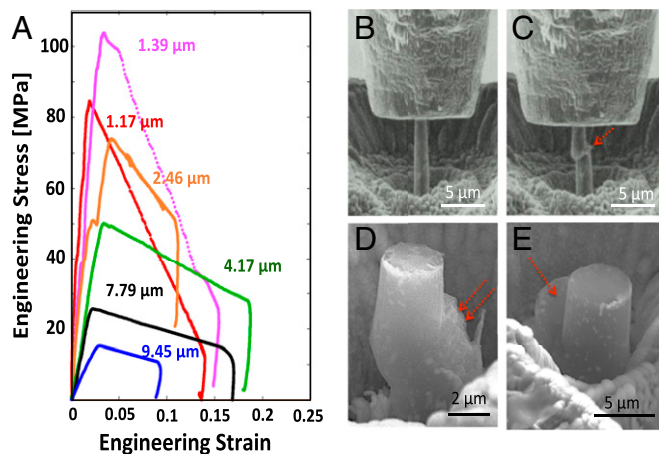 A
Engineering Stress [MPa]
100
80
60
40
20
0
0.05
0.1
0.15
0.2
0.25
Engineering Strain
1.39 µm
1.17 µm
2.46 µm
4.17 µm
7.79 µm
9.45 µm
B
5 µm
C
5 µm
D
2 µm
E
5 µm